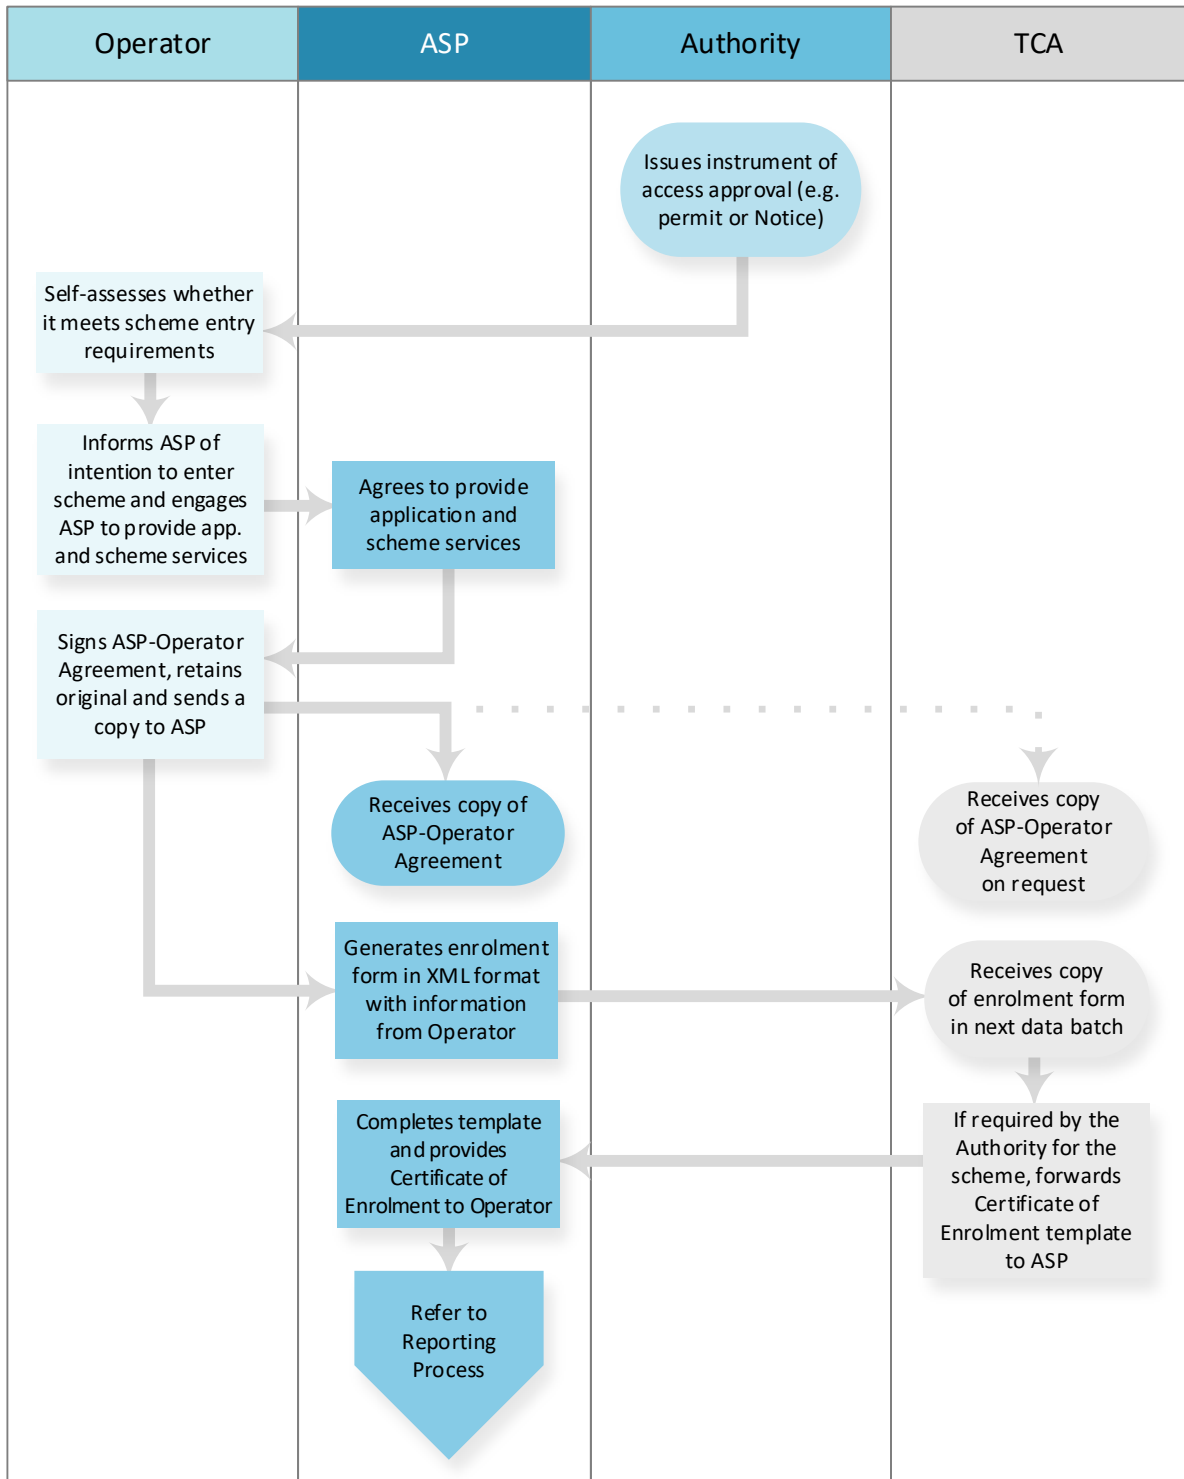 Operator
ASP
Authority
TCA
Issues instrument of
access approval (e.g.
permit or Notice)
Self-assesses whether
it meets scheme entry
requirements
Informs ASP of
intention to enter
scheme and engages
ASP to provide app.
and scheme services
Agrees to provide
application and
scheme services
Signs ASP-Operator
Agreement, retains
original and sends a
copy to ASP
Receives copy of
ASP-Operator
Agreement
Receives copy
of ASP-Operator
Agreement
on request
Generates enrolment
form in XML format
with information
from Operator
Receives copy
of enrolment form
in next data batch
If required by the
Authority for the
scheme, forwards
Certificate of
Enrolment template
to ASP
Completes template
and provides
Certificate of
Enrolment to Operator
Refer to
Reporting
Process